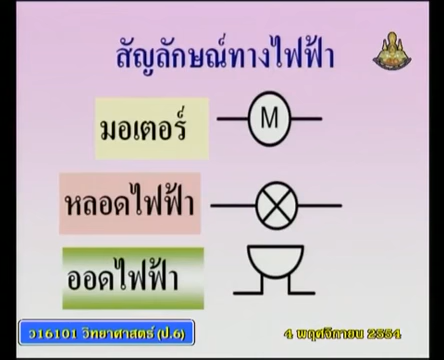 สัญลักษณ์ทางไฟฟ้า
มอเตอร์
M
หลอดไฟฟ้า
ออดไฟฟ้า
ว16101 วิทยาศาสตร์ (ป.6)
4 พฤศจิกายน 2554